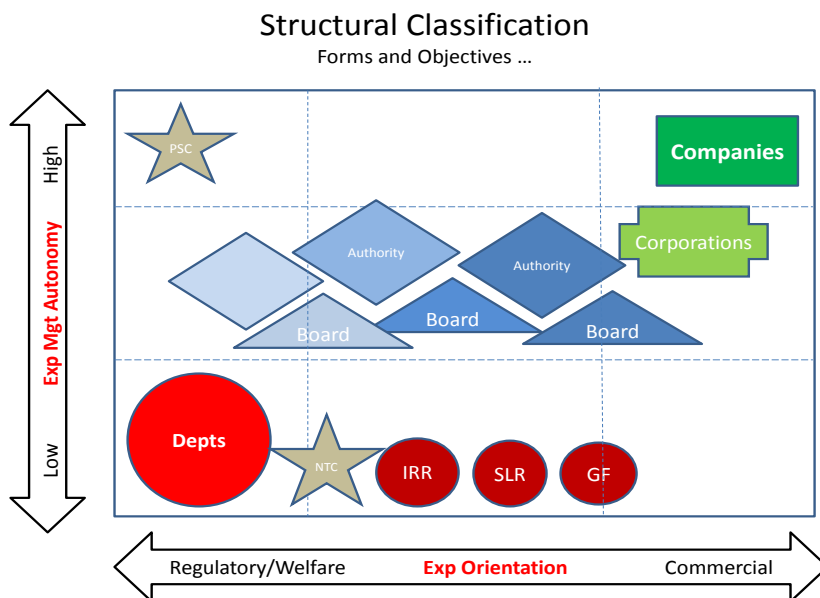 Structural Classification
Forms and Objectives ...
High
Exp Mgt Autonomy
Low
PSC
Companies
Corporations
Authority
Authority
Board
Board
Board
Depts
NTC
IRR
SLR
GF
Regulatory/Welfare
Exp Orientation
Commercial